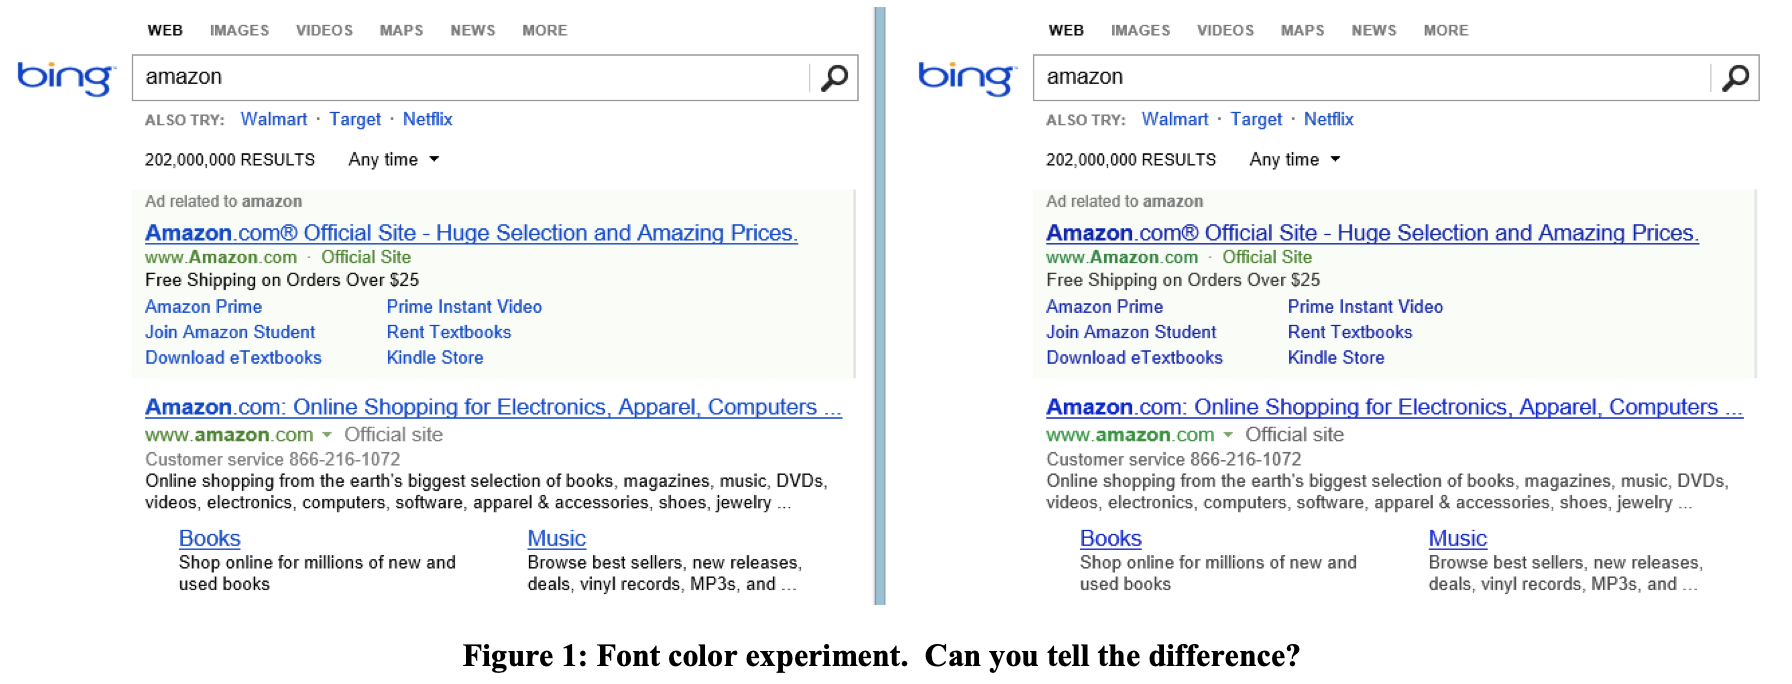 WEB IMAGES VIDEOS MAPS NEWS MORE
bing™ amazon
ALSO TRY: Walmart · Target · Netflix
202,000,000 RESULTS Any time
Ad related to amazon
Amazon.com® Official Site - Huge Selection and Amazing Prices.
www.Amazon.com · Official Site
Free Shipping on Orders Over $25
Amazon Prime Prime Instant Video
Join Amazon Student Rent Textbooks
Download eTextbooks Kindle Store
Amazon.com: Online Shopping for Electronics, Apparel, Computers ...
www.amazon.com Official site
Customer service 866-216-1072
Online shopping from the earth's biggest selection of books, magazines, music, DVDs,
videos, electronics, computers, software, apparel & accessories, shoes, jewelry ...
Books Music
Shop online for millions of new and Browse best sellers, new releases,
used books deals, vinyl records, MP3s, and ...
WEB IMAGES VIDEOS MAPS NEWS MORE
bing™ amazon
ALSO TRY: Walmart · Target · Netflix
202,000,000 RESULTS Any time
Ad related to amazon
Amazon.com® Official Site - Huge Selection and Amazing Prices.
www.Amazon.com · Official Site
Free Shipping on Orders Over $25
Amazon Prime Prime Instant Video
Join Amazon Student Rent Textbooks
Download eTextbooks Kindle Store
Amazon.com: Online Shopping for Electronics, Apparel, Computers ...
www.amazon.com Official site
Customer service 866-216-1072
Online shopping from the earth's biggest selection of books, magazines, music, DVDs,
videos, electronics, computers, software, apparel & accessories, shoes, jewelry ...
Books Music
Shop online for millions of new and Browse best sellers, new releases,
used books deals, vinyl records, MP3s, and ...
Figure 1: Font color experiment.  Can you tell the difference?